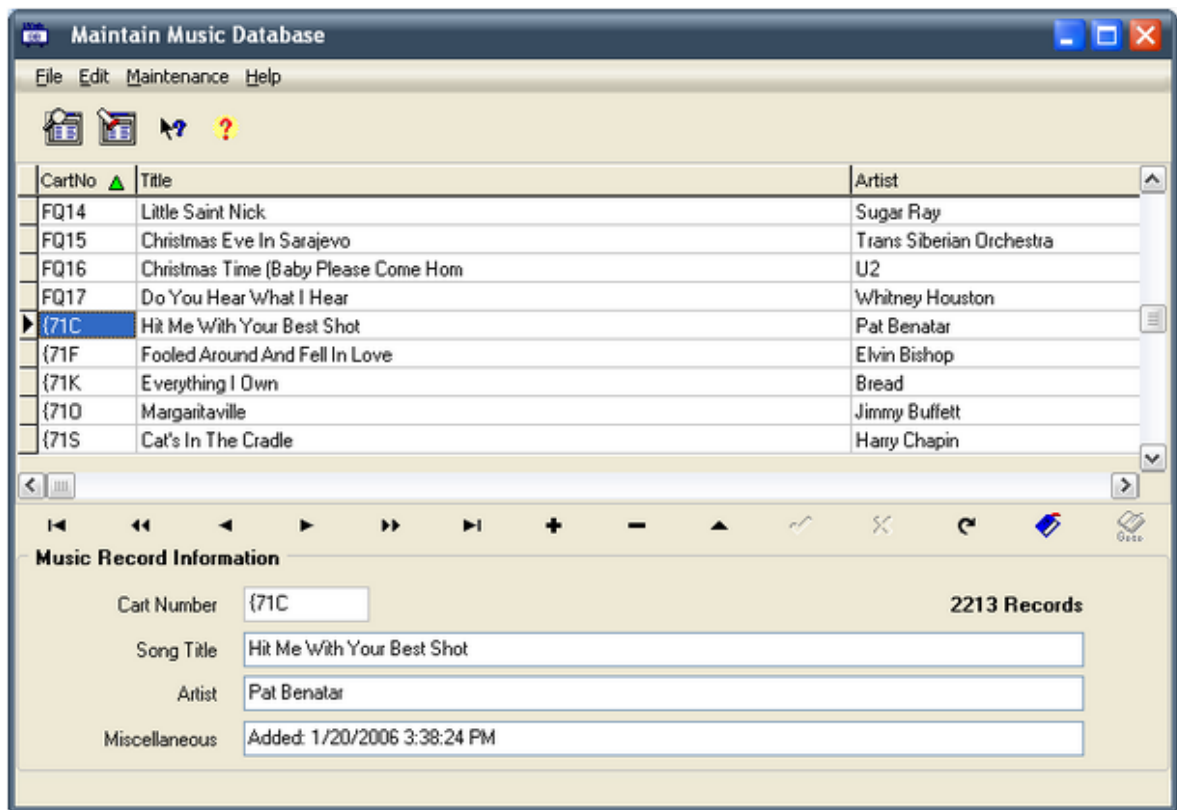 Maintain Music Database
File Edit Maintenance Help
CartNo Title Artist
FQ14 Little Saint Nick Sugar Ray
FQ15 Christmas Eve In Sarajevo Trans Siberian Orchestra
FQ16 Christmas Time (Baby Please Come Hom U2
FQ17 Do You Hear What I Hear Whitney Houston
{71C Hit Me With Your Best Shot Pat Benatar
{71F Fooled Around And Fell In Love Elvin Bishop
{71K Everything I Own Bread
{71O Margaritaville Jimmy Buffett
{71S Cat's In The Cradle Harry Chapin
Music Record Information
Cart Number {71C 2213 Records
Song Title Hit Me With Your Best Shot
Artist Pat Benatar
Miscellaneous Added: 1/20/2006 3:38:24 PM